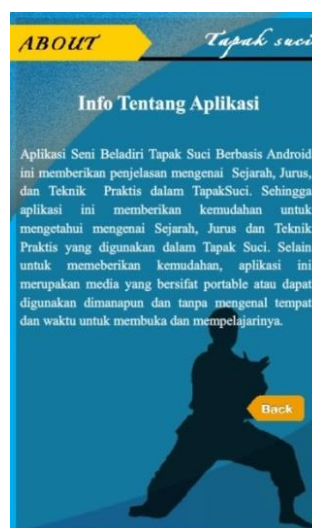 ABOUT
Tapak suci
Info Tentang Aplikasi
Aplikasi Seni Beladiri Tapak Suci Berbasis Android
ini memberikan penjelasan mengenai Sejarah, Jurus,
dan Teknik Praktis dalam TapakSuci. Sehingga
aplikasi ini memberikan kemudahan untuk
mengetahui mengenai Sejarah, Jurus dan Teknik
Praktis yang digunakan dalam Tapak Suci. Selain
untuk memeberikan kemudahan, aplikasi ini
merupakan media yang bersifat portable atau dapat
digunakan dimanapun dan tanpa mengenal tempat
dan waktu untuk membuka dan mempelajarinya.
Back